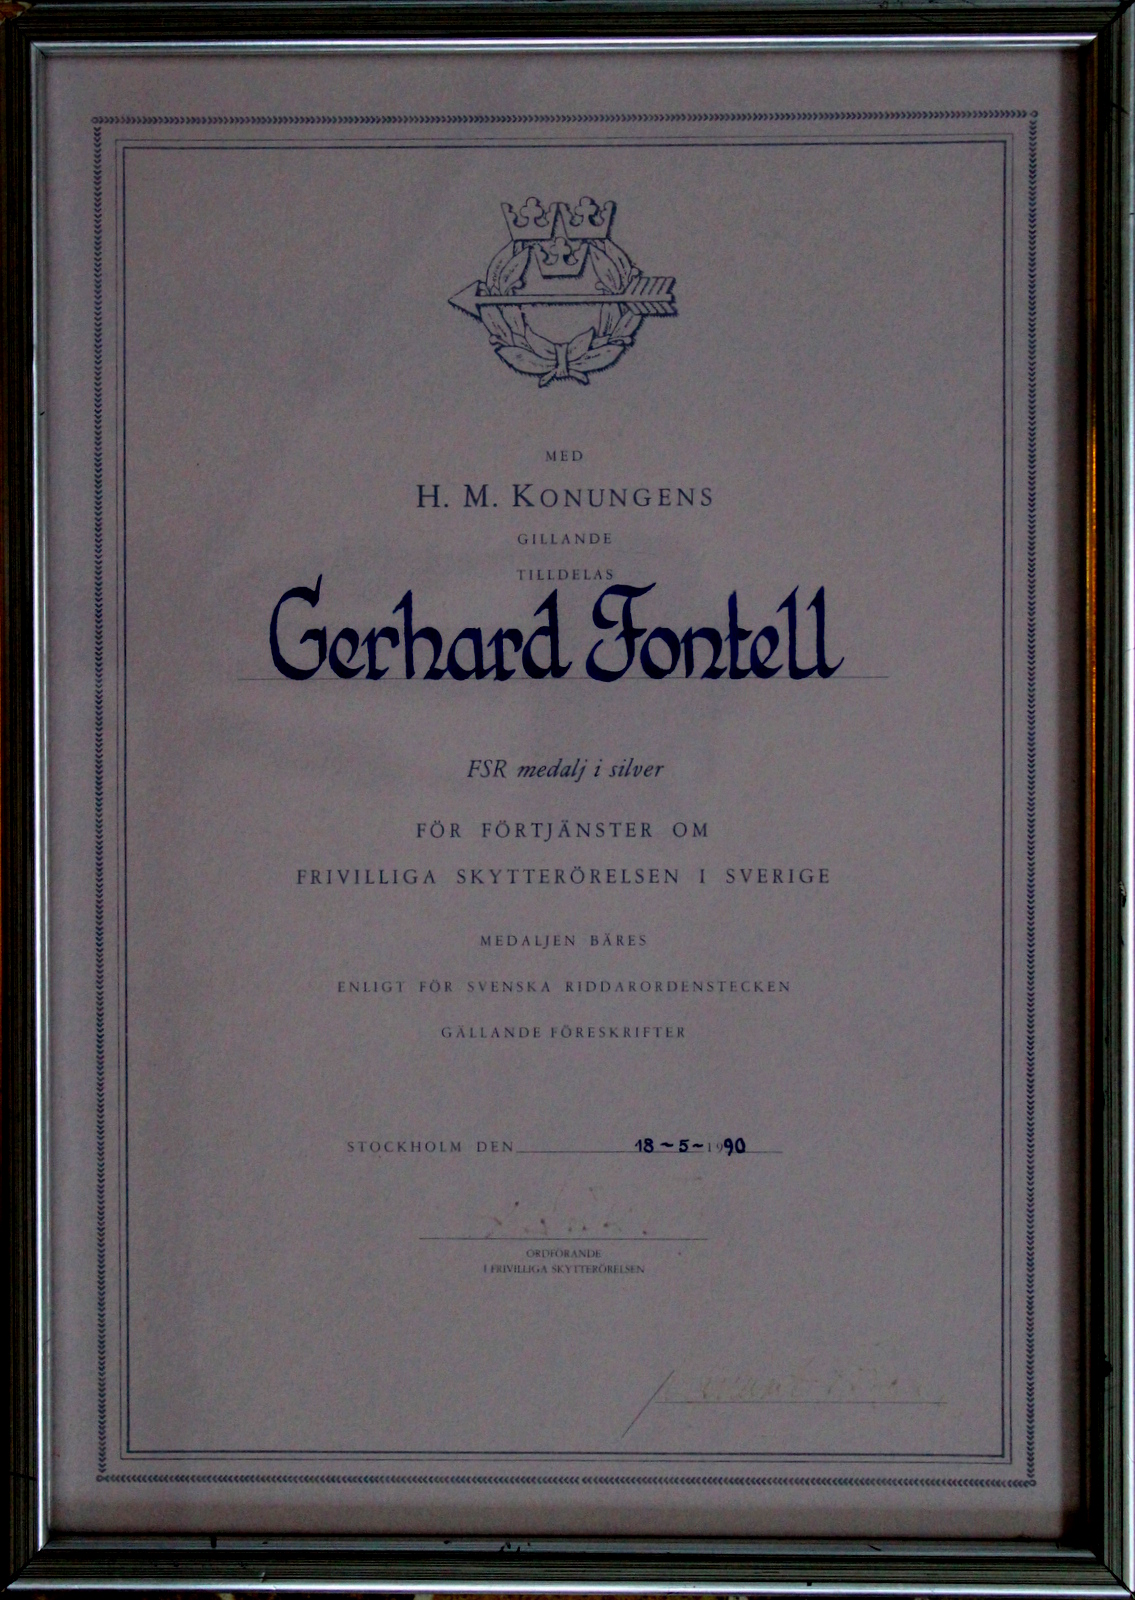 MED
H. M. KONUNGENS
GILLANDE
TILLDELAS
Gerhard Fontell
FSR medalj i silver
FÖR FÖRTJÄNSTER OM
FRIVILLIGA SKYTTERÖRELSEN I SVERIGE
MEDALJEN BÄRES
ENLIGT FÖR SVENSKA RIDDARORDENSTECKEN
GÄLLANDE FÖRESKRIFTER
STOCKHOLM DEN 18-5-1990
ORDFÖRANDE
I FRIVILLIGA SKYTTERÖRELSEN